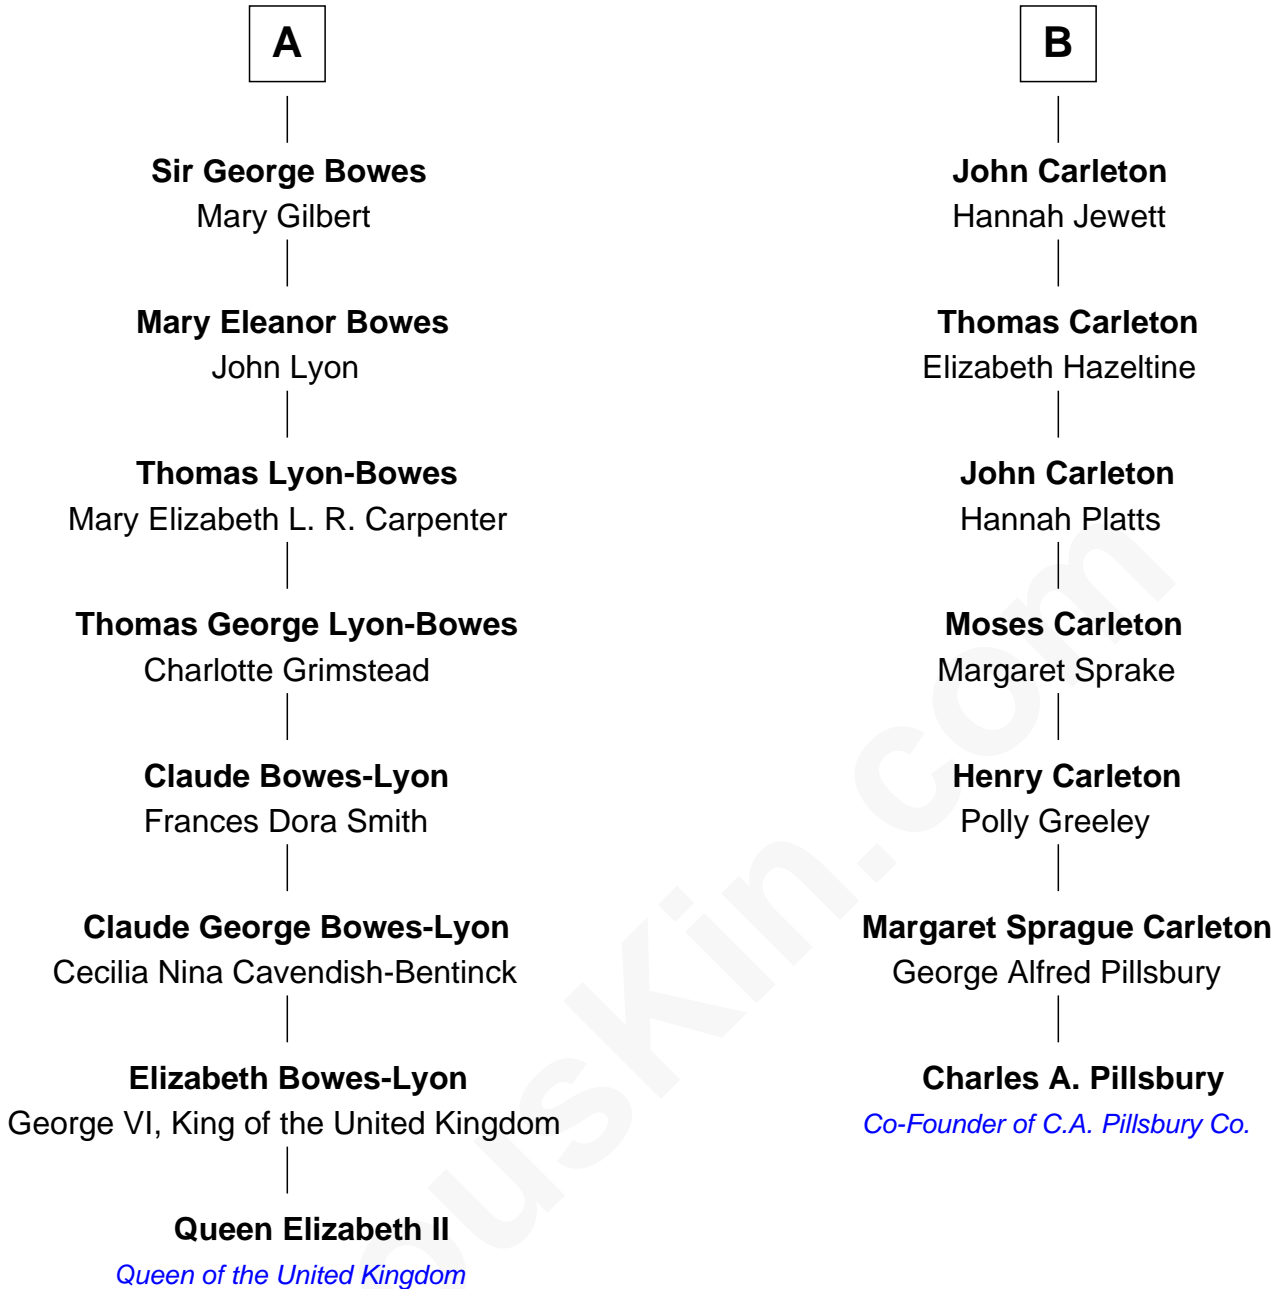 A
Sir George Bowes
Mary Gilbert
Mary Eleanor Bowes
John Lyon
Thomas Lyon-Bowes
Mary Elizabeth L. R. Carpenter
Thomas George Lyon-Bowes
Charlotte Grimstead
Claude Bowes-Lyon
Frances Dora Smith
Claude George Bowes-Lyon
Cecilia Nina Cavendish-Bentinck
Elizabeth Bowes-Lyon
George VI, King of the United Kingdom
Queen Elizabeth II
Queen of the United Kingdom
B
John Carleton
Hannah Jewett
Thomas Carleton
Elizabeth Hazeltine
John Carleton
Hannah Platts
Moses Carleton
Margaret Sprake
Henry Carleton
Polly Greeley
Margaret Sprague Carleton
George Alfred Pillsbury
Charles A. Pillsbury
Co-Founder of C.A. Pillsbury Co.
ousKin.com